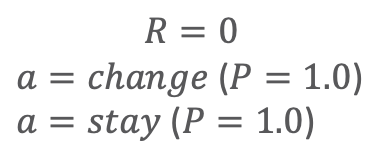 R = 0
a = change (P = 1.0)
a = stay (P = 1.0)